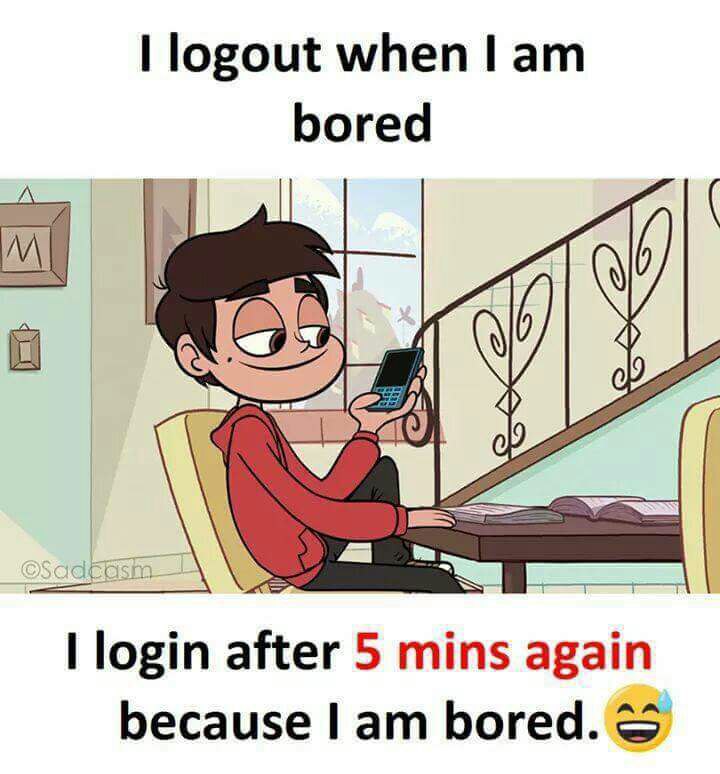 I logout when I am
bored
M
©Sadcasm
I login after 5 mins again
because I am bored.😅